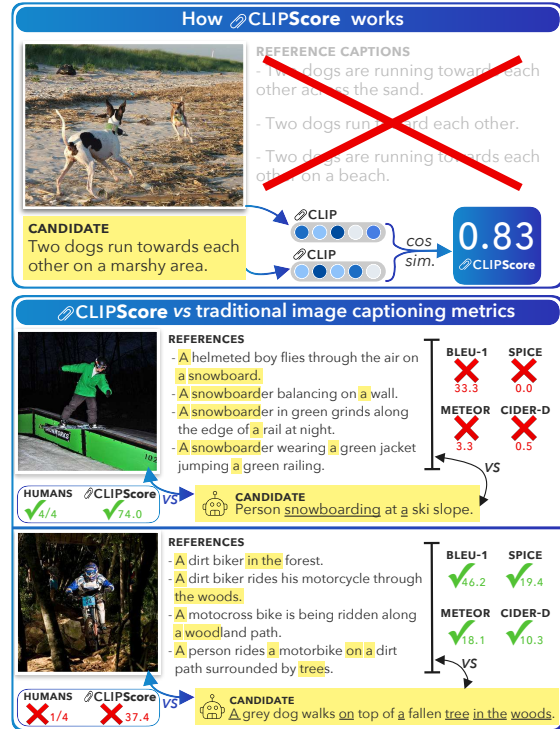 How CLIPScore works
REFERENCE CAPTIONS
- Two dogs are running towards each
other across the sand.
- Two dogs run toward each other.
- Two dogs are running towards each
other on a beach.
CANDIDATE
Two dogs run towards each
other on a marshy area.
CLIP
CLIP
cos
sim.
0.83
CLIPScore
CLIPScore vs traditional image captioning metrics
REFERENCES
- A helmeted boy flies through the air on
a snowboard.
- A snowboarder balancing on a wall.
- A snowboarder in green grinds along
the edge of a rail at night.
- A snowboarder wearing a green jacket
jumping a green railing.
BLEU-1 SPICE
33.3 0.0
METEOR CIDER-D
3.3 0.5
vs
HUMANS CLIPScore
4/4 74.0
vs
CANDIDATE
Person snowboarding at a ski slope.
REFERENCES
- A dirt biker in the forest.
- A dirt biker rides his motorcycle through
the woods.
- A motocross bike is being ridden along
a woodland path.
- A person rides a motorbike on a dirt
path surrounded by trees.
BLEU-1 SPICE
46.2 19.4
METEOR CIDER-D
18.1 10.3
vs
HUMANS CLIPScore
1/4 37.4
vs
CANDIDATE
A grey dog walks on top of a fallen tree in the woods.